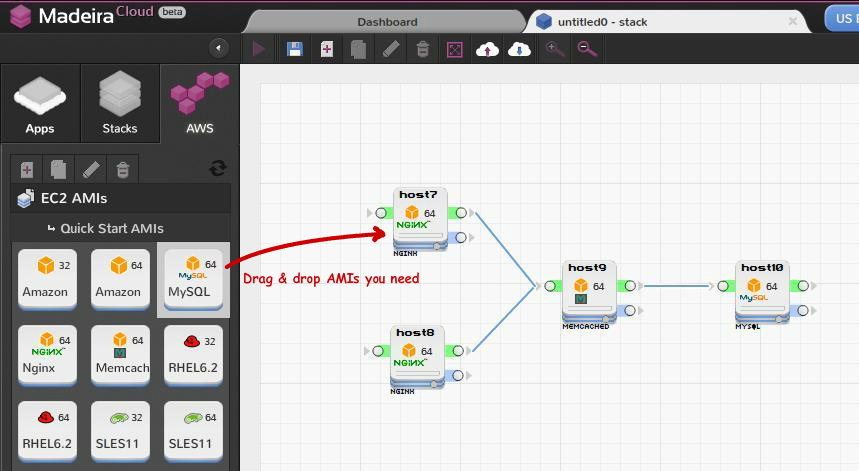 MadeiraCloud beta
Dashboard
untitled0 - stack
US E
Apps
Stacks
AWS
EC2 AMIs
Quick Start AMIs
32
Amazon
64
Amazon
64
MySQL
MySQL
64
NGINX
Nginx
64
M
Memcach
32
RHEL6.2
64
RHEL6.2
32
SLES11
64
SLES11
Drag & drop AMIs you need
host7
64
NGINX
NGINX
host8
64
NGINX
NGINX
host9
64
M
MEMCACHED
host10
64
MySQL
MYSQL